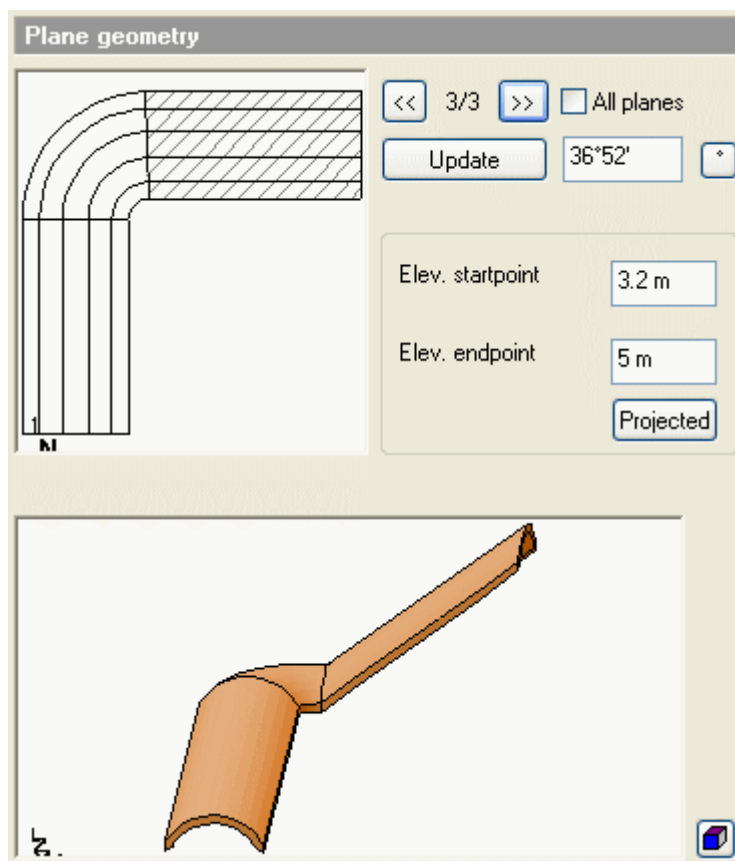 Plane geometry
<< 3/3 >> All planes
Update 36°52' °
Elev. startpoint 3.2 m
Elev. endpoint 5 m
Projected
1